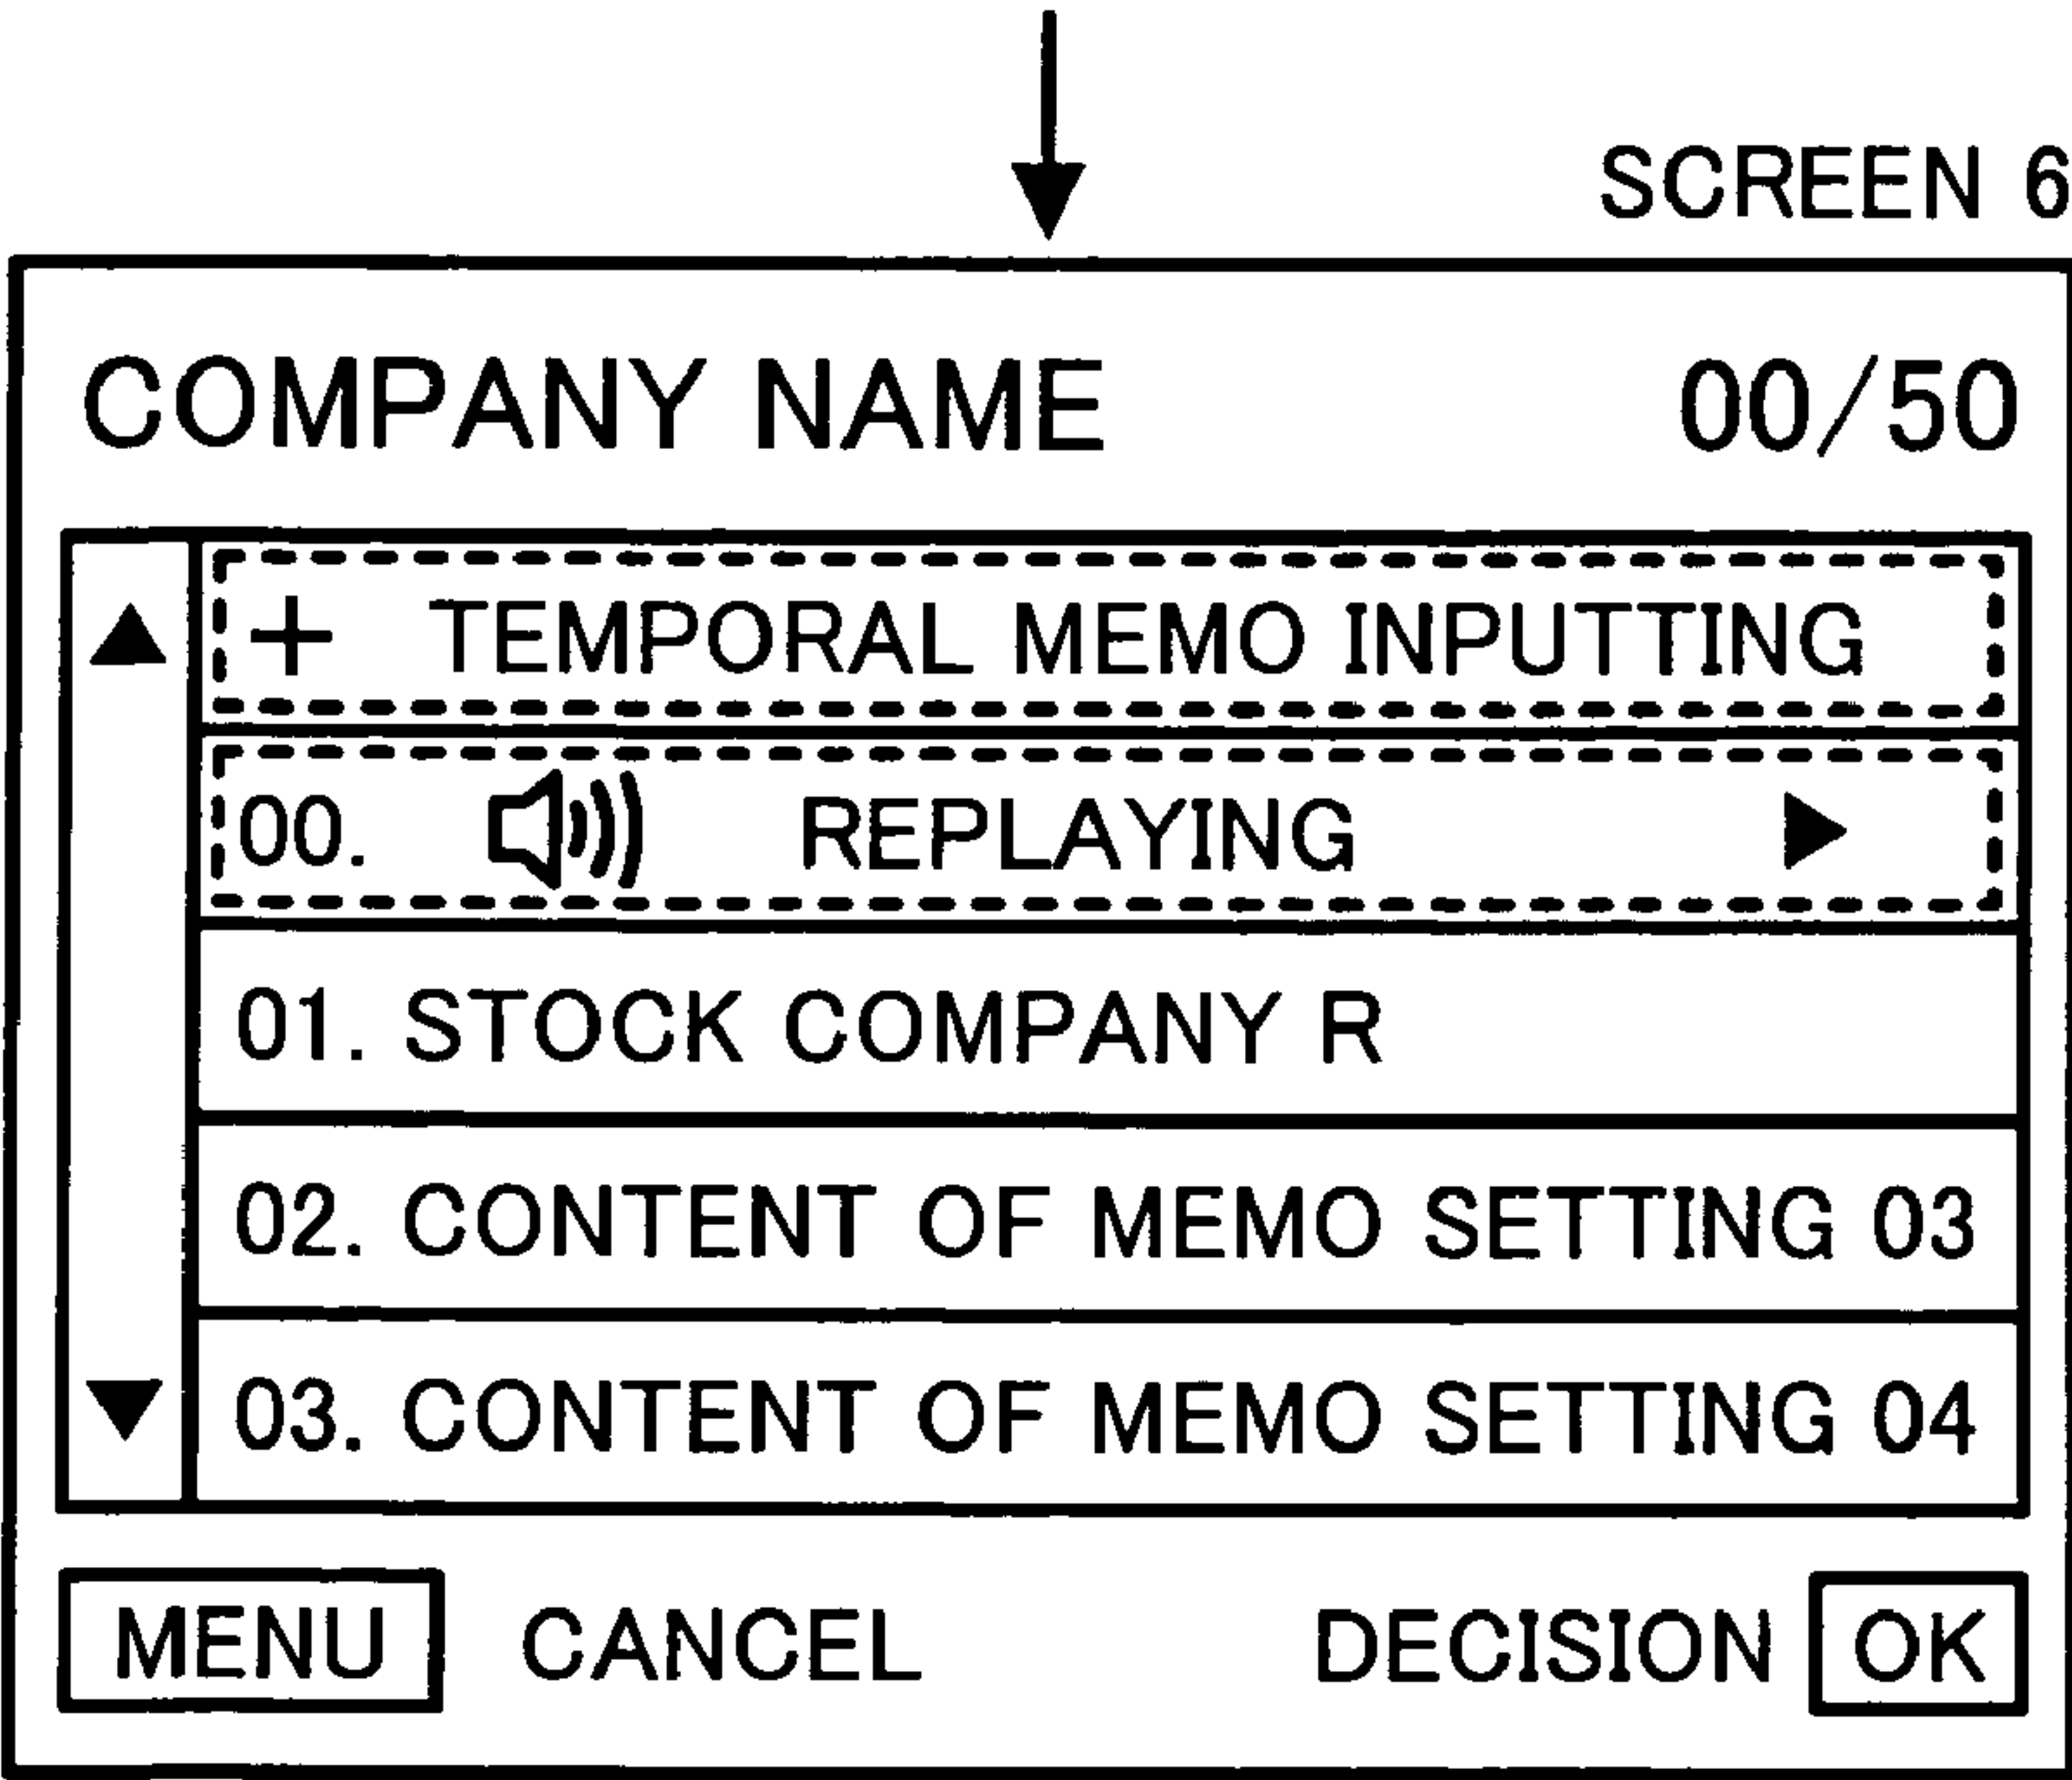 SCREEN 6
COMPANY NAME 00/50
+ TEMPORAL MEMO INPUTTING
00. REPLAYING
01. STOCK COMPANY R
02. CONTENT OF MEMO SETTING 03
03. CONTENT OF MEMO SETTING 04
MENU CANCEL DECISION OK